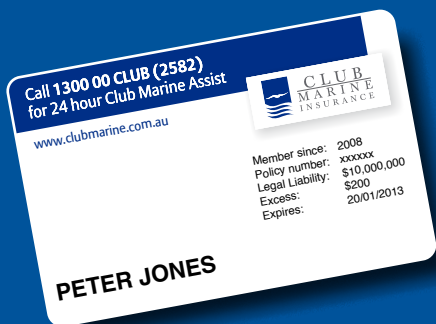 Call 1300 00 CLUB (2582)
for 24 hour Club Marine Assist
www.clubmarine.com.au
CLUB
MARINE
INSURANCE
Member since: 2008
Policy number: xxxxxx
Legal Liability: $10,000,000
Excess: $200
Expires: 20/01/2013
PETER JONES